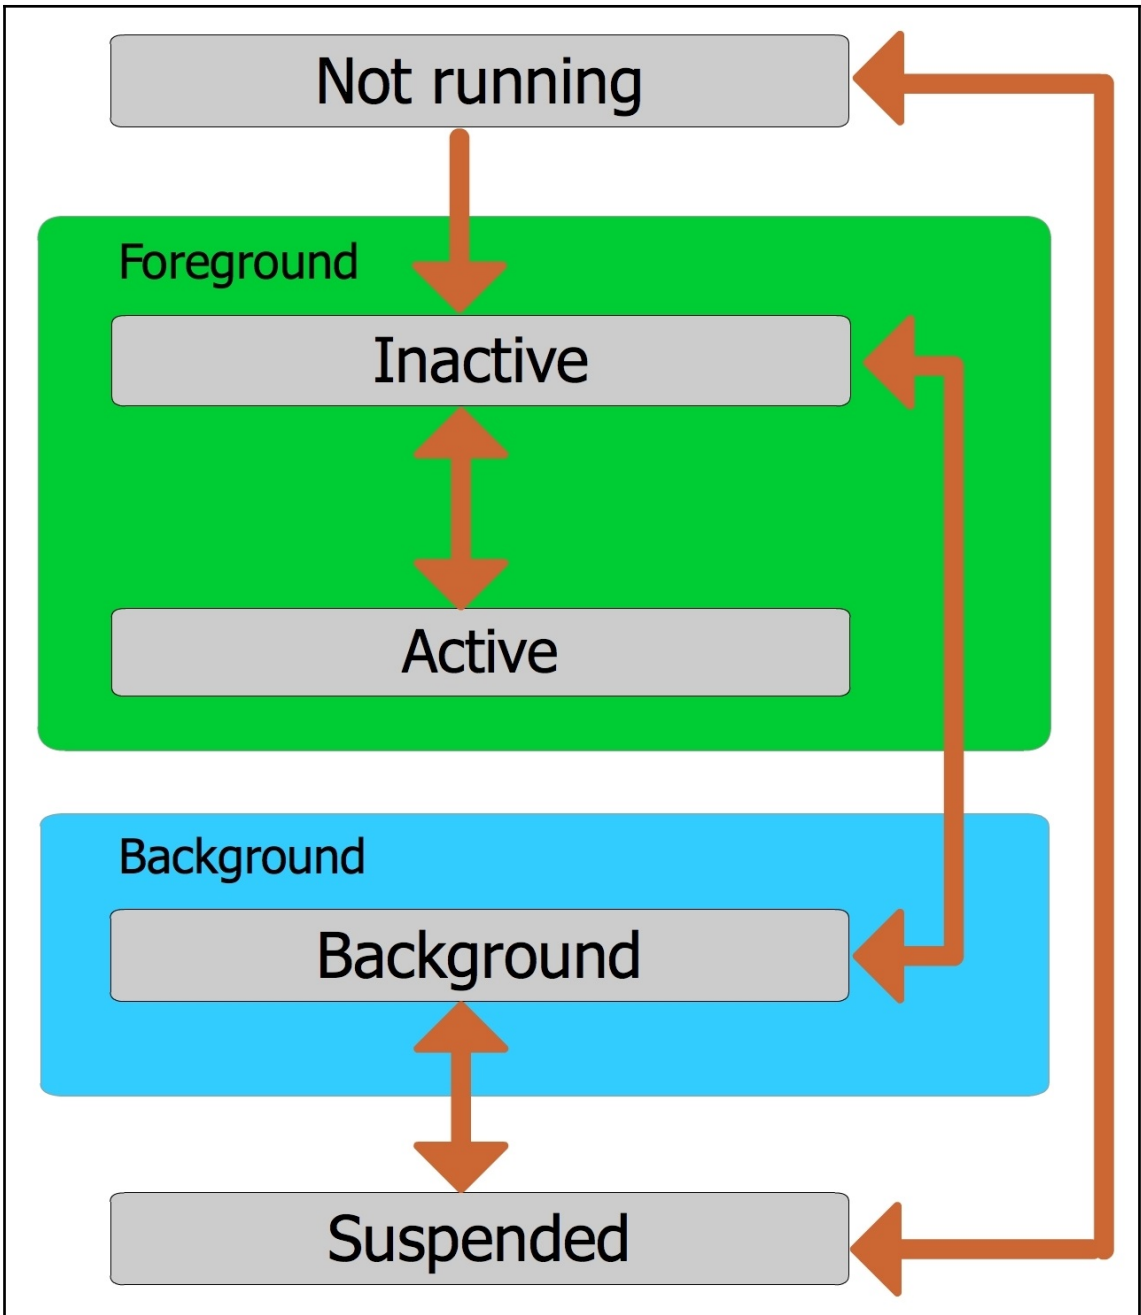 Not running
Foreground
Inactive
Active
Background
Background
Suspended